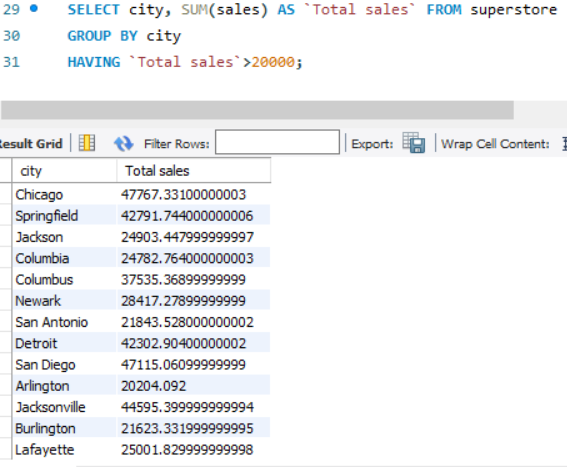 29 SELECT city, SUM(sales) AS `Total sales` FROM superstore
30 GROUP BY city
31 HAVING `Total sales`>20000;
Result Grid Filter Rows: Export: Wrap Cell Content:
city Total sales
Chicago 47767.33100000003
Springfield 42791.744000000006
Jackson 24903.447999999997
Columbia 24782.764000000003
Columbus 37535.36899999999
Newark 28417.27899999999
San Antonio 21843.528000000002
Detroit 42302.90400000002
San Diego 47115.06099999999
Arlington 20204.092
Jacksonville 44595.399999999994
Burlington 21623.331999999995
Lafayette 25001.829999999998